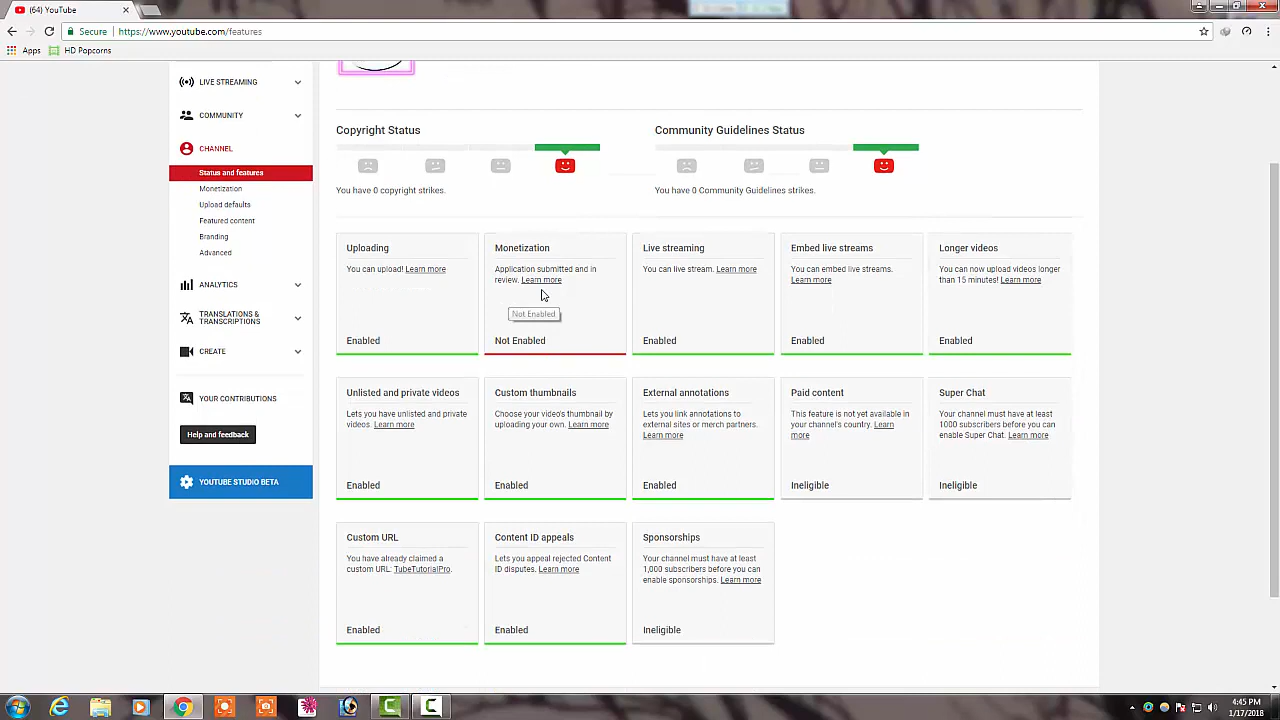 (64) YouTube
Secure https://www.youtube.com/features
Apps HD Popcorns
LIVE STREAMING
COMMUNITY
CHANNEL
Status and features
Monetization
Upload defaults
Featured content
Branding
Advanced
ANALYTICS
TRANSLATIONS &
TRANSCRIPTIONS
CREATE
YOUR CONTRIBUTIONS
Help and feedback
YOUTUBE STUDIO BETA
Copyright Status
You have 0 copyright strikes.
Community Guidelines Status
You have 0 Community Guidelines strikes.
Uploading
You can upload! Learn more
Enabled
Monetization
Application submitted and in
review. Learn more
Not Enabled
Not Enabled
Live streaming
You can live stream. Learn more
Enabled
Embed live streams
You can embed live streams.
Learn more
Enabled
Longer videos
You can now upload videos longer
than 15 minutes! Learn more
Enabled
Unlisted and private videos
Lets you have unlisted and private
videos. Learn more
Enabled
Custom thumbnails
Choose your video's thumbnail by
uploading your own. Learn more
Enabled
External annotations
Lets you link annotations to
external sites or merch partners.
Learn more
Enabled
Paid content
This feature is not yet available in
your channel's country. Learn
more
Ineligible
Super Chat
Your channel must have at least
1000 subscribers before you can
enable Super Chat. Learn more
Ineligible
Custom URL
You have already claimed a
custom URL: TubeTutorialPro.
Enabled
Content ID appeals
Lets you appeal rejected Content
ID disputes. Learn more
Enabled
Sponsorships
Your channel must have at least
1,000 subscribers before you can
enable sponsorships. Learn more
Ineligible
4:45 PM
1/17/2018